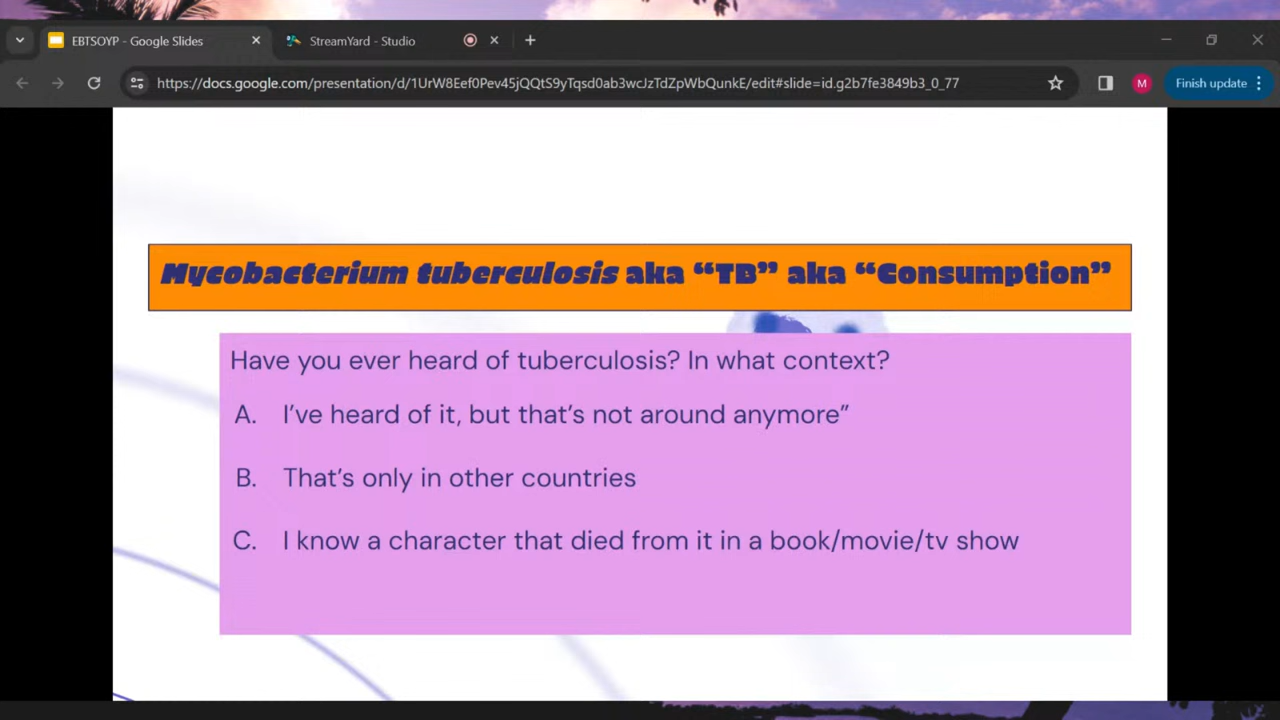 EBTSOYP - Google Slides
StreamYard - Studio
https://docs.google.com/presentation/d/1UrW8Eef0Pev45jQQtS9yTqsd0ab3wcJzTdZpWbQunkE/edit#slide=id.g2b7fe3849b3_0_77
M
Finish update
Mycobacterium tuberculosis aka “TB” aka “Consumption”
Have you ever heard of tuberculosis? In what context?
A. I’ve heard of it, but that’s not around anymore”
B. That’s only in other countries
C. I know a character that died from it in a book/movie/tv show